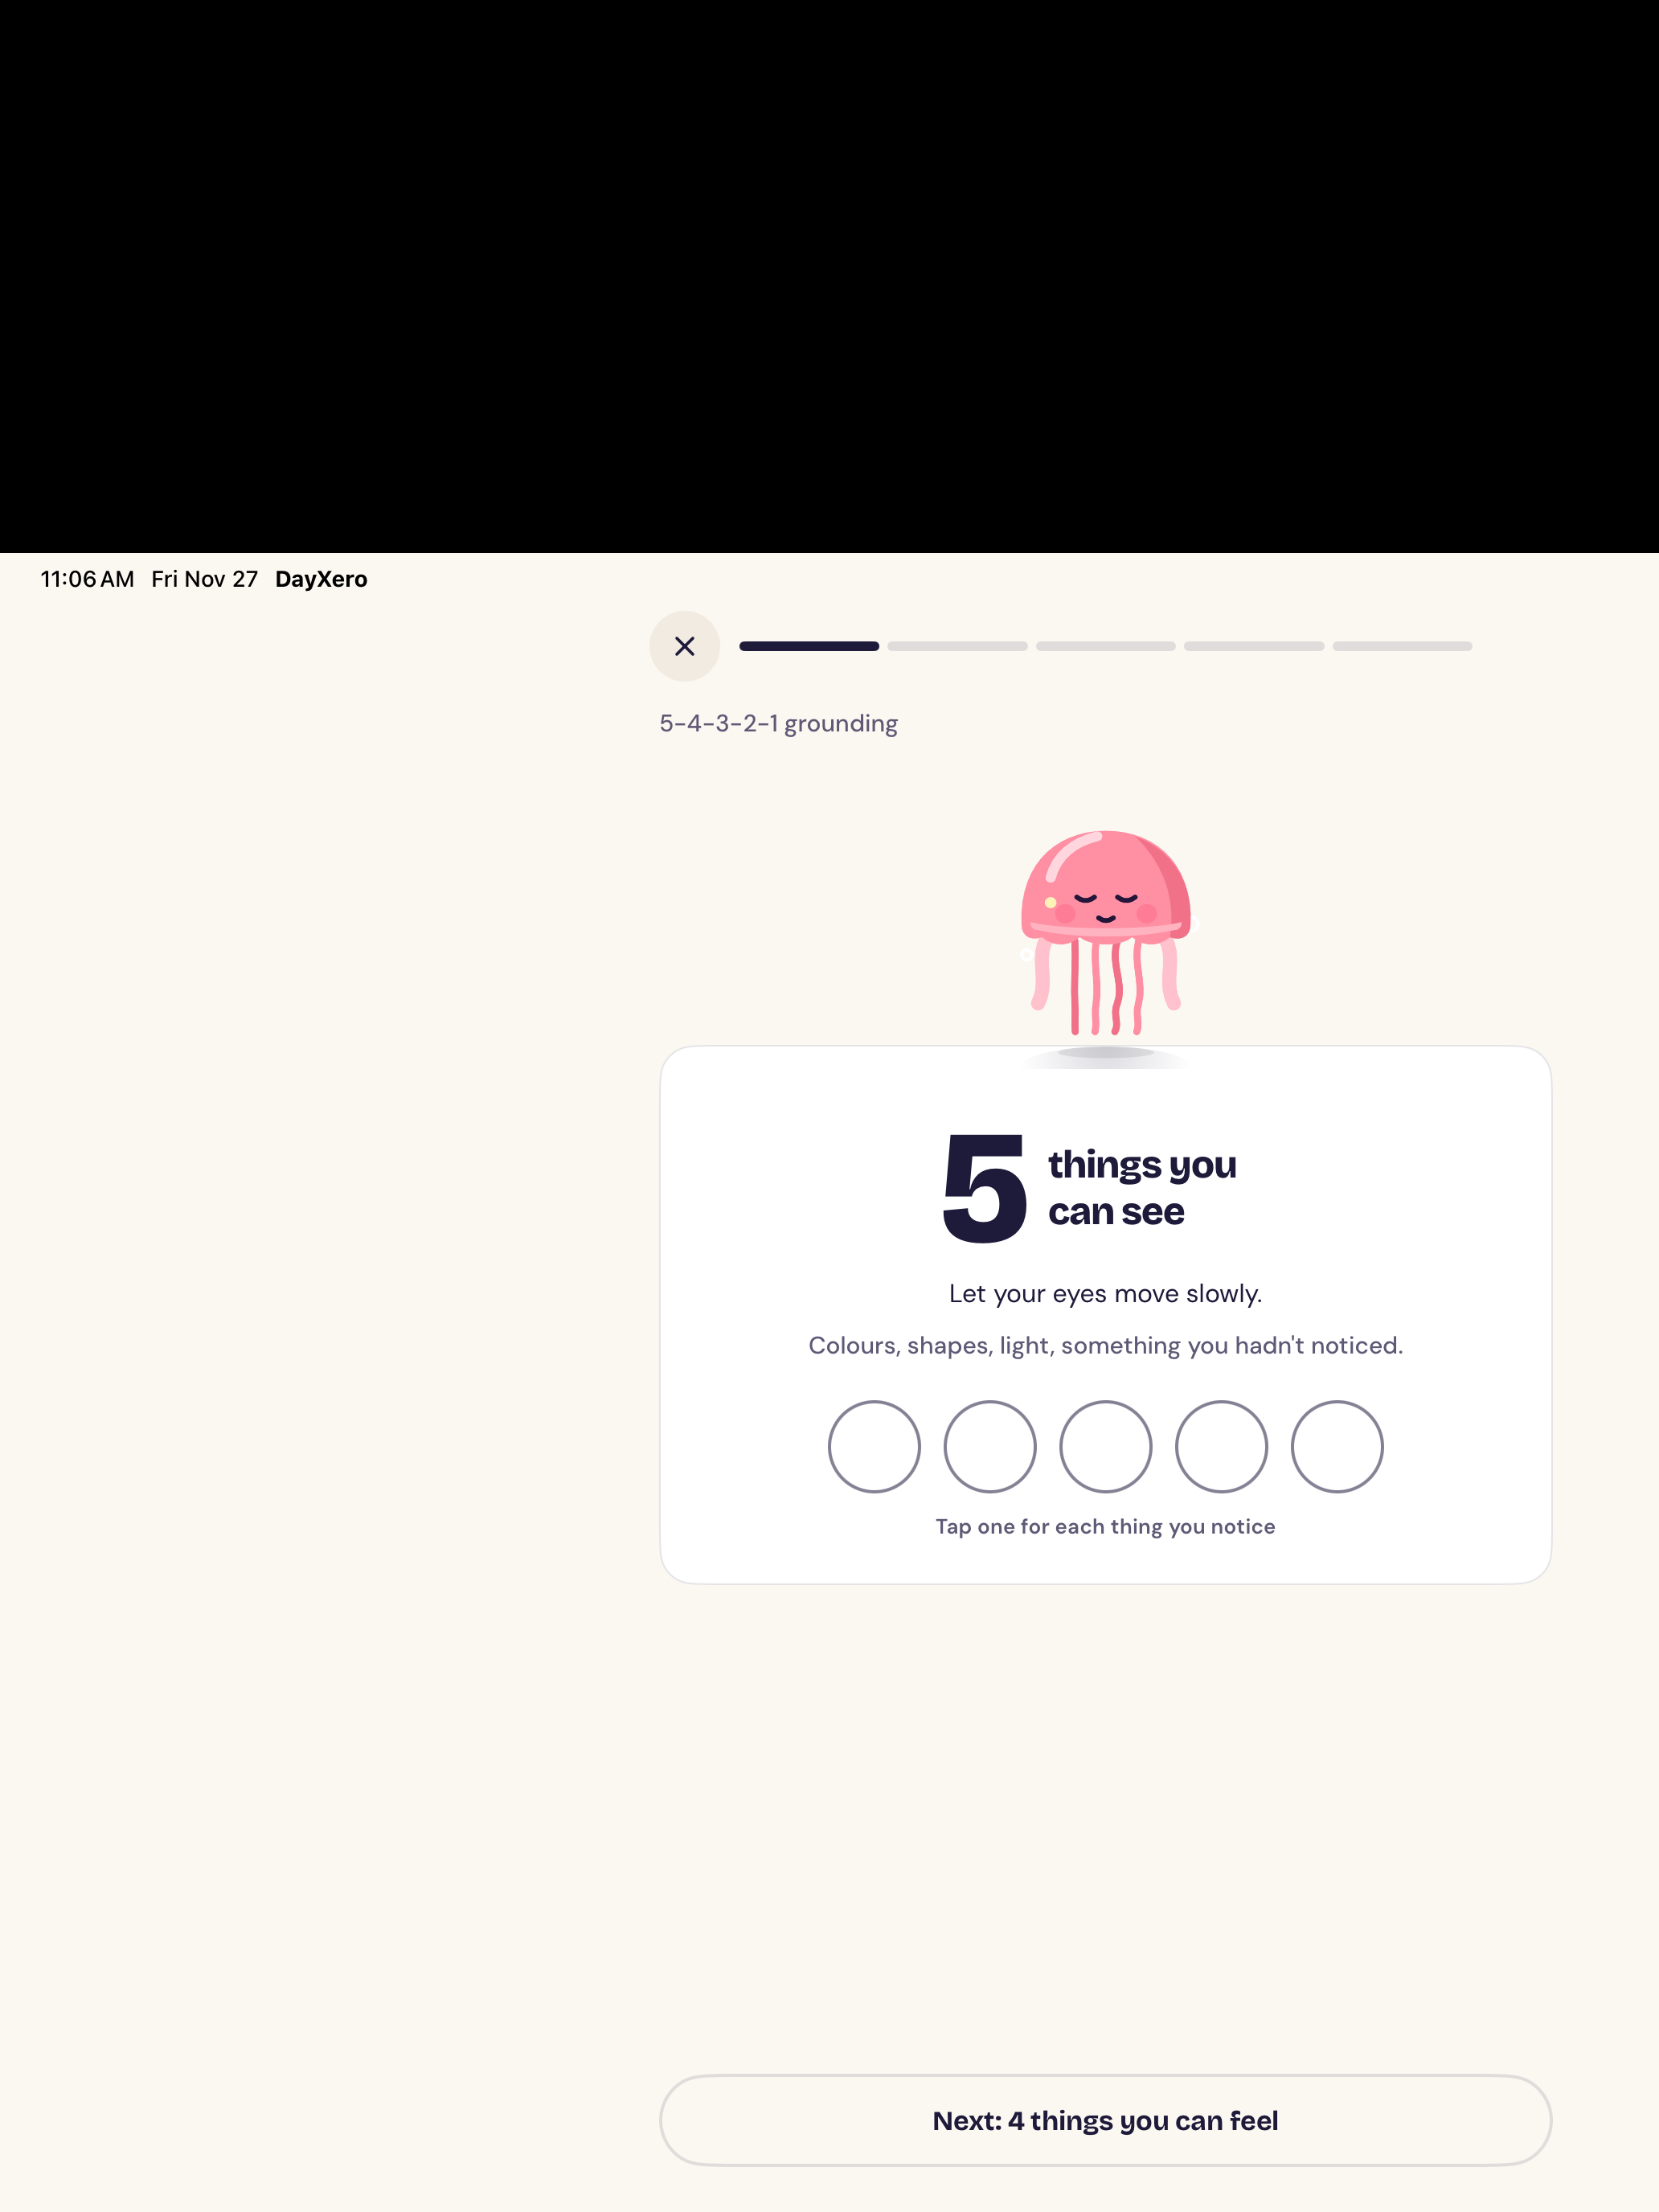 11:06 AM Fri Nov 27 DayXero
5-4-3-2-1 grounding
5 things you
can see
Let your eyes move slowly.
Colours, shapes, light, something you hadn't noticed.
Tap one for each thing you notice
Next: 4 things you can feel